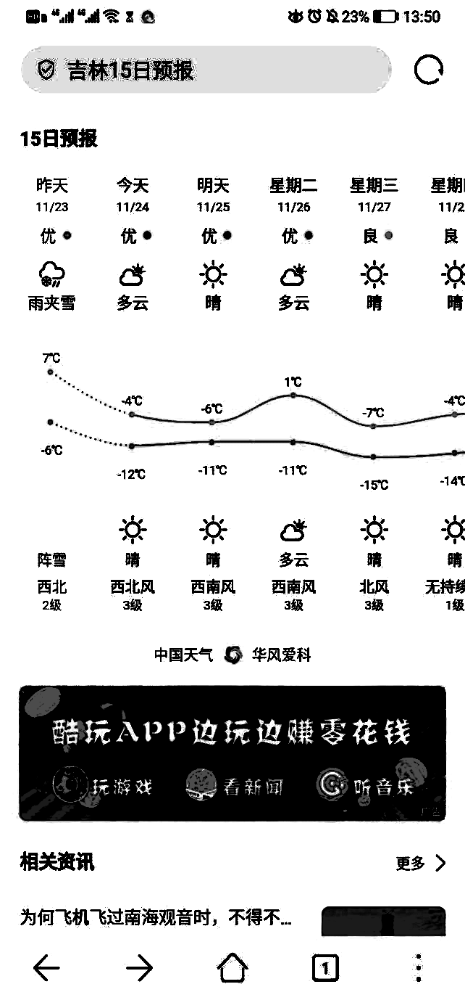 23% 13:50
吉林15日预报
15日预报
昨天 今天 明天 星期二 星期三 星期
11/23 11/24 11/25 11/26 11/27 11/2
优 优 优 优 良 良
雨夹雪 多云 晴 多云 晴 晴
7℃ -4℃ -6℃ 1℃ -7℃ -4℃
-6℃ -12℃ -11℃ -11℃ -15℃ -14℃
阵雪 晴 晴 多云 晴 晴
西北 西北风 西南风 西南风 北风 无持续
2级 3级 3级 3级 3级 1级
中国天气 华风爱科
酷玩APP边玩边赚零花钱
玩游戏 看新闻 听音乐
广告
相关资讯 更多
为何飞机飞过南海观音时，不得不...
1